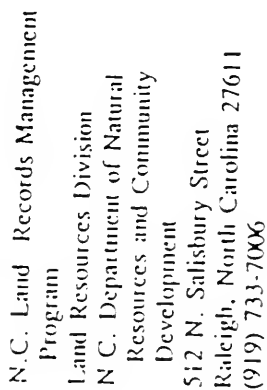 N.C. Land Records Management
Program
Land Resources Division
N C. Department of Natural
Resources and Community
Development
512 N. Salisbury Street
Raleigh, North Carolina 27611
(919) 733-7006